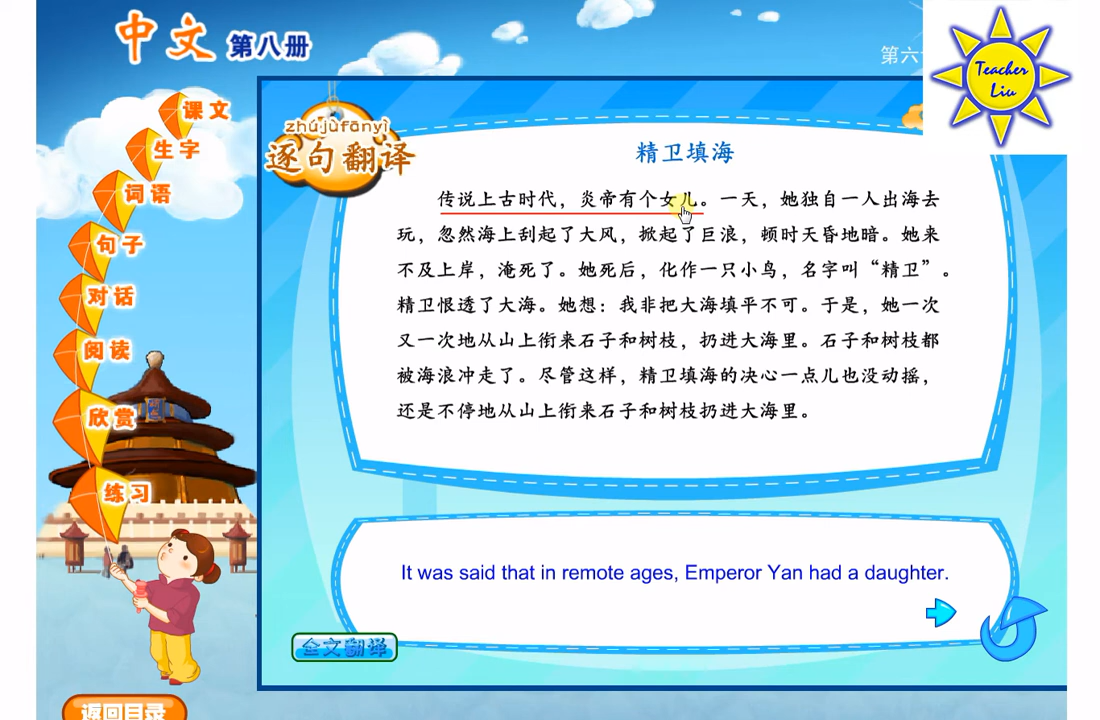 中文 第八册
第六
Teacher
Liu
课文
生字
词语
句子
对话
阅读
欣赏
练习
返回目录
zhújùfānyì
逐句翻译
精卫填海
传说上古时代，炎帝有个女儿。一天，她独自一人出海去
玩，忽然海上刮起了大风，掀起了巨浪，顿时天昏地暗。她来
不及上岸，淹死了。她死后，化作一只小鸟，名字叫“精卫”。
精卫恨透了大海。她想：我非把大海填平不可。于是，她一次
又一次地从山上衔来石子和树枝，扔进大海里。石子和树枝都
被海浪冲走了。尽管这样，精卫填海的决心一点儿也没动摇，
还是不停地从山上衔来石子和树枝扔进大海里。
It was said that in remote ages, Emperor Yan had a daughter.
全文翻译